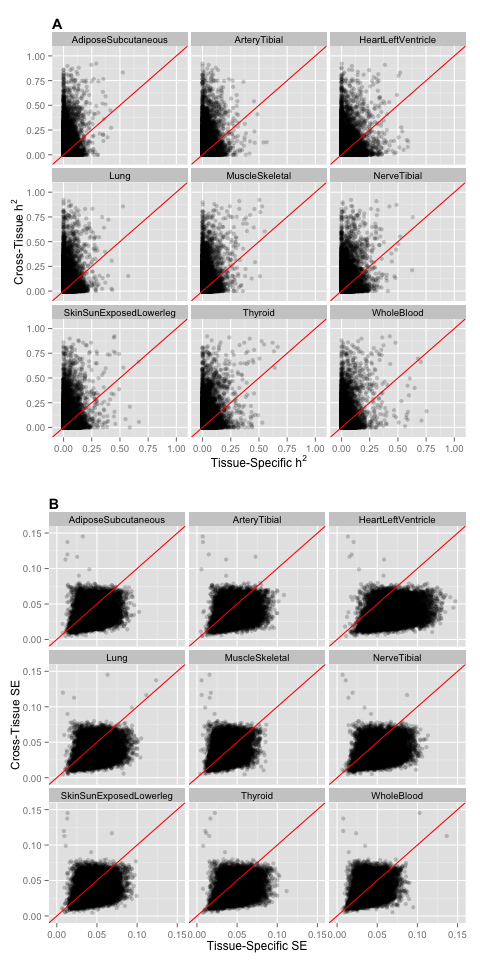 A
AdiposeSubcutaneous ArteryTibial HeartLeftVentricle
1.00
0.75
0.50
0.25
0.00
Lung MuscleSkeletal NerveTibial
1.00
0.75
0.50
0.25
0.00
SkinSunExposedLowerleg Thyroid WholeBlood
1.00
0.75
0.50
0.25
0.00
0.00 0.25 0.50 0.75 1.00 0.00 0.25 0.50 0.75 1.00 0.00 0.25 0.50 0.75 1.00
Cross-Tissue h²
Tissue-Specific h²
B
AdiposeSubcutaneous ArteryTibial HeartLeftVentricle
0.15
0.10
0.05
0.00
Lung MuscleSkeletal NerveTibial
0.15
0.10
0.05
0.00
SkinSunExposedLowerleg Thyroid WholeBlood
0.15
0.10
0.05
0.00
0.00 0.05 0.10 0.15 0.00 0.05 0.10 0.15 0.00 0.05 0.10 0.15
Cross-Tissue SE
Tissue-Specific SE